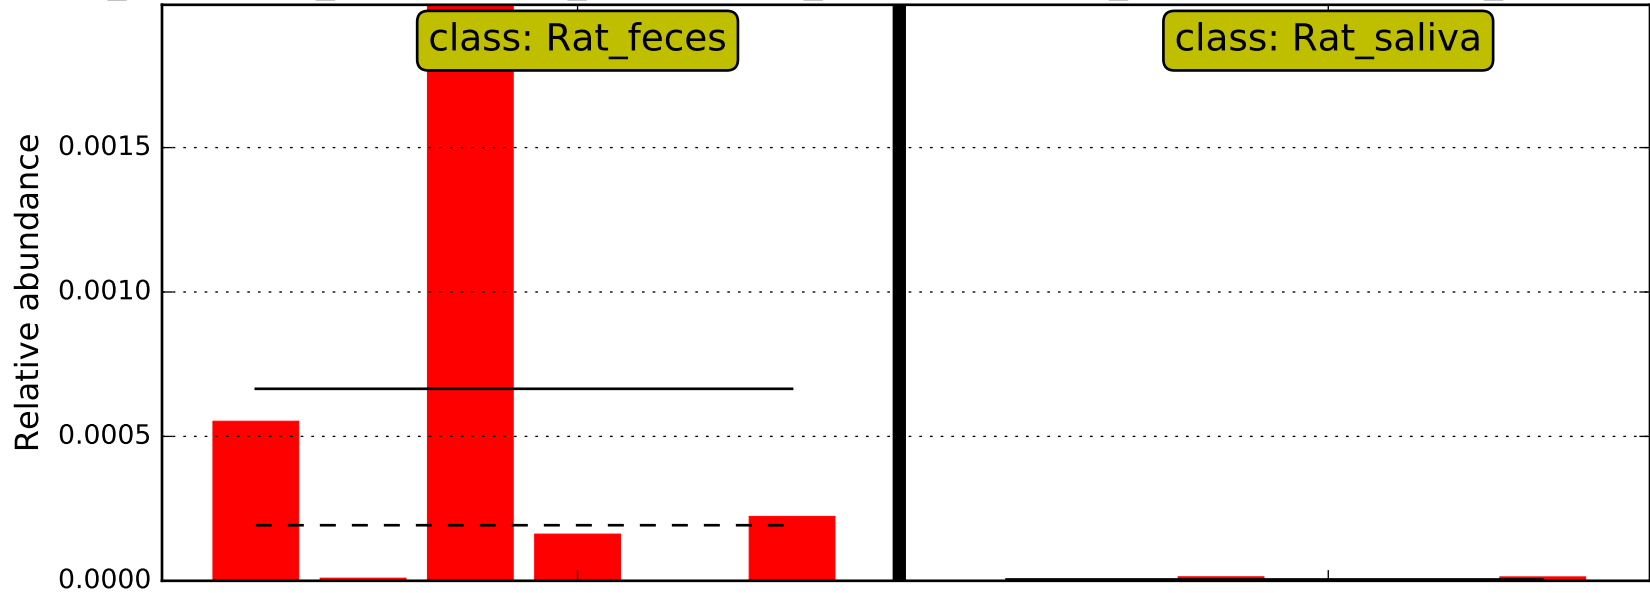 class: Rat_feces
class: Rat_saliva
Relative abundance
0.0015
0.0010
0.0005
0.0000